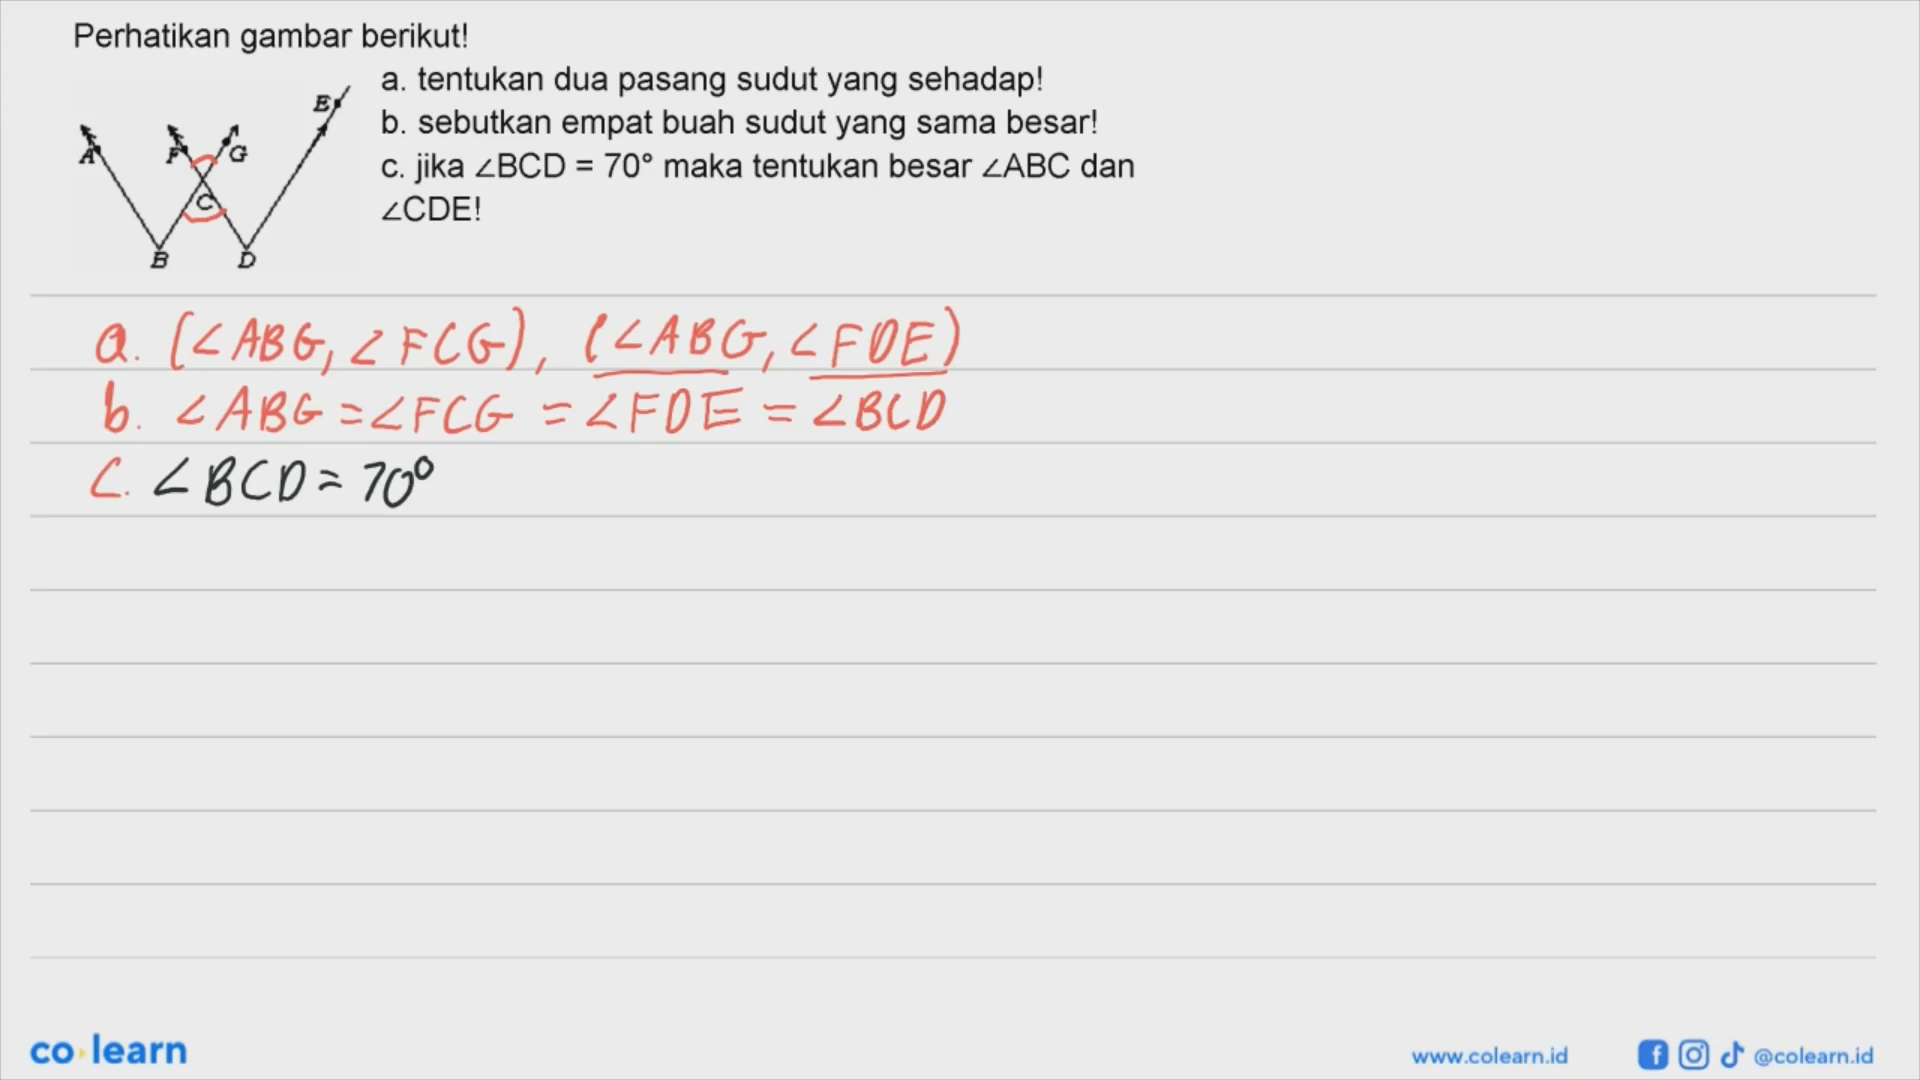 Perhatikan gambar berikut!
a. tentukan dua pasang sudut yang sehadap!
b. sebutkan empat buah sudut yang sama besar!
c. jika ∠BCD = 70° maka tentukan besar ∠ABC dan
∠CDE!
E
A F G
C
B D
a. (∠ABG, ∠FCG), (∠ABG, ∠FDE)
b. ∠ABG = ∠FCG = ∠FDE = ∠BCD
c. ∠BCD = 70°
co learn
www.colearn.id
@colearn.id